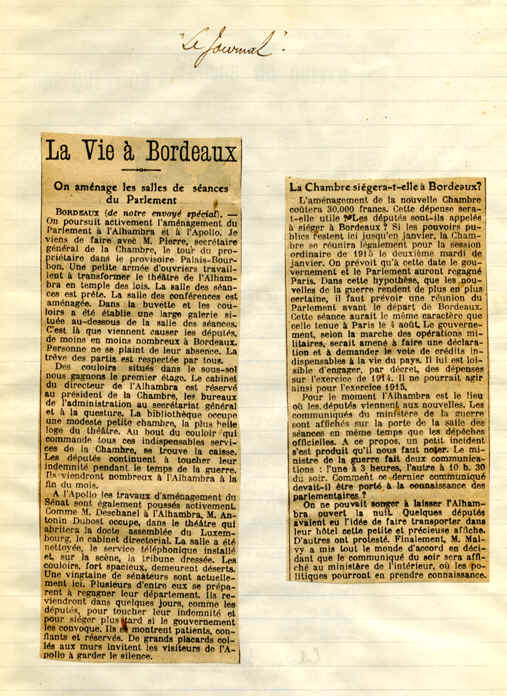 "Le Journal".
La Vie à Bordeaux
On aménage les salles de séances
du Parlement
BORDEAUX (de notre envoyé spécial). —
On poursuit activement l'aménagement du
Parlement à l'Alhambra et à l'Apollo. Je
viens de faire avec M. Pierre, secrétaire
général de la Chambre, le tour du pro-
priétaire dans le provisoire Palais-Bour-
bon. Une petite armée d'ouvriers travail-
lent à transformer le théâtre de l'Alham-
bra en temple des lois. La salle des séan-
ces est prête. La salle des conférences est
aménagée. Dans la buvette et les cou-
loirs a été établie une large galerie si-
tuée au-dessous de la salle des séances.
C'est là que viennent causer les députés,
de moins en moins nombreux à Bordeaux.
Personne ne se plaint de leur absence. La
trêve des partis est respectée par tous.
Des couloirs situés dans le sous-sol
nous gagnons le premier étage. Le cabinet
du directeur de l'Alhambra est réservé
au président de la Chambre, les bureaux
de l'administration au secrétariat général
et à la questure. La bibliothèque occupe
une modeste petite chambre, la plus belle
loge du théâtre. Au bout du couloir qui
commande tous ces indispensables servi-
ces de la Chambre, se trouve la caisse.
Les députés continuent à toucher leur
indemnité pendant le temps de la guerre.
Ils viendront nombreux à l'Alhambra à la
fin du mois.
A l'Apollo les travaux d'aménagement du
Sénat sont également poussés activement.
Comme M. Deschanel à l'Alhambra, M. An-
tonin Dubost occupe, dans le théâtre qui
abritera la docte assemblée du Luxem-
bourg, le cabinet directorial. La salle a été
nettoyée, le service téléphonique installé
et, sur la scène, la tribune dressée. Les
couloirs, fort spacieux, demeurent déserts.
Une vingtaine de sénateurs sont actuelle-
ment ici. Plusieurs d'entre eux se prépa-
rent à regagner leur département. Ils re-
viendront dans quelques jours, comme les
députés, pour toucher leur indemnité et
pour siéger plus tard si le gouvernement
les convoque. Ils se montrent patients, con-
fiants et réservés. De grands placards col-
lés aux murs invitent les visiteurs de l'A-
pollo à garder le silence.
La Chambre siégera-t-elle à Bordeaux?
L'aménagement de la nouvelle Chambre
coûtera 30,000 francs. Cette dépense sera-
t-elle utile ? Les députés sont-ils appelés
à siéger à Bordeaux ? Si les pouvoirs pu-
blics restent ici jusqu'en janvier, la Cham-
bre se réunira légalement pour la session
ordinaire de 1915 le deuxième mardi de
janvier. On prévoit qu'à cette date le gou-
vernement et le Parlement auront regagné
Paris. Dans cette hypothèse, que les nou-
velles de la guerre rendent de plus en plus
certaine, il faut prévoir une réunion du
Parlement avant le départ de Bordeaux.
Cette séance aurait le même caractère que
celle tenue à Paris le 4 août. Le gouverne-
ment, selon la marche des opérations mi-
litaires, serait amené à faire une déclara-
tion et à demander le vote de crédits in-
dispensables à la vie du pays. Il lui est loi-
sible d'engager, par décret, des dépenses
sur l'exercice de 1914. Il ne pourrait agir
ainsi pour l'exercice 1915.
Pour le moment l'Alhambra est le lieu
où les députés viennent aux nouvelles. Les
communiqués du ministère de la guerre
sont affichés sur la porte de la salle des
séances en même temps que les dépêches
officielles. A ce propos, un petit incident
s'est produit qu'il nous faut noter. Le mi-
nistre de la guerre fait deux communica-
tions : l'une à 3 heures, l'autre à 10 h. 30
du soir. Comment ce dernier communiqué
devait-il être porté à la connaissance des
parlementaires ?
On ne pouvait songer à laisser l'Alham-
bra ouvert la nuit. Quelques députés
avaient eu l'idée de faire transporter dans
leur hôtel cette petite et précieuse affiche.
D'autres ont protesté. Finalement, M. Mal-
vy a mis tout le monde d'accord en déci-
dant que le communiqué du soir sera affi-
ché au ministère de l'intérieur, où les po-
litiques pourront en prendre connaissance.